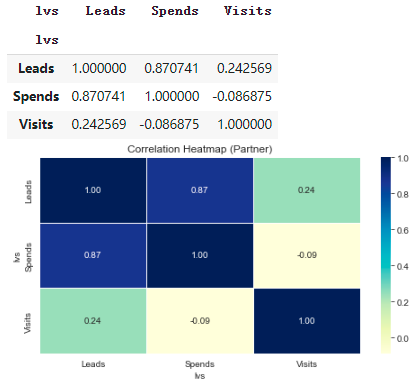 lvs Leads Spends Visits
lvs
Leads 1.000000 0.870741 0.242569
Spends 0.870741 1.000000 -0.086875
Visits 0.242569 -0.086875 1.000000
Correlation Heatmap (Partner)
Leads 1.00 0.87 0.24
lvs
Spends 0.87 1.00 -0.09
Visits 0.24 -0.09 1.00
Leads Spends Visits
lvs
1.0
0.8
0.6
0.4
0.2
0.0